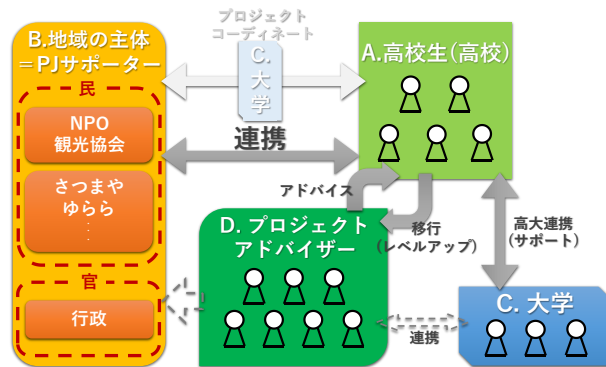 プロジェクト
コーディネート
B.地域の主体
＝PJサポーター
民
NPO
観光協会
さつまや
ゆらら
⋮
官
行政
C.
大
学
連携
A.高校生(高校)
アドバイス
移行
(レベルアップ)
高大連携
(サポート)
D. プロジェクト
アドバイザー
連携
C. 大学